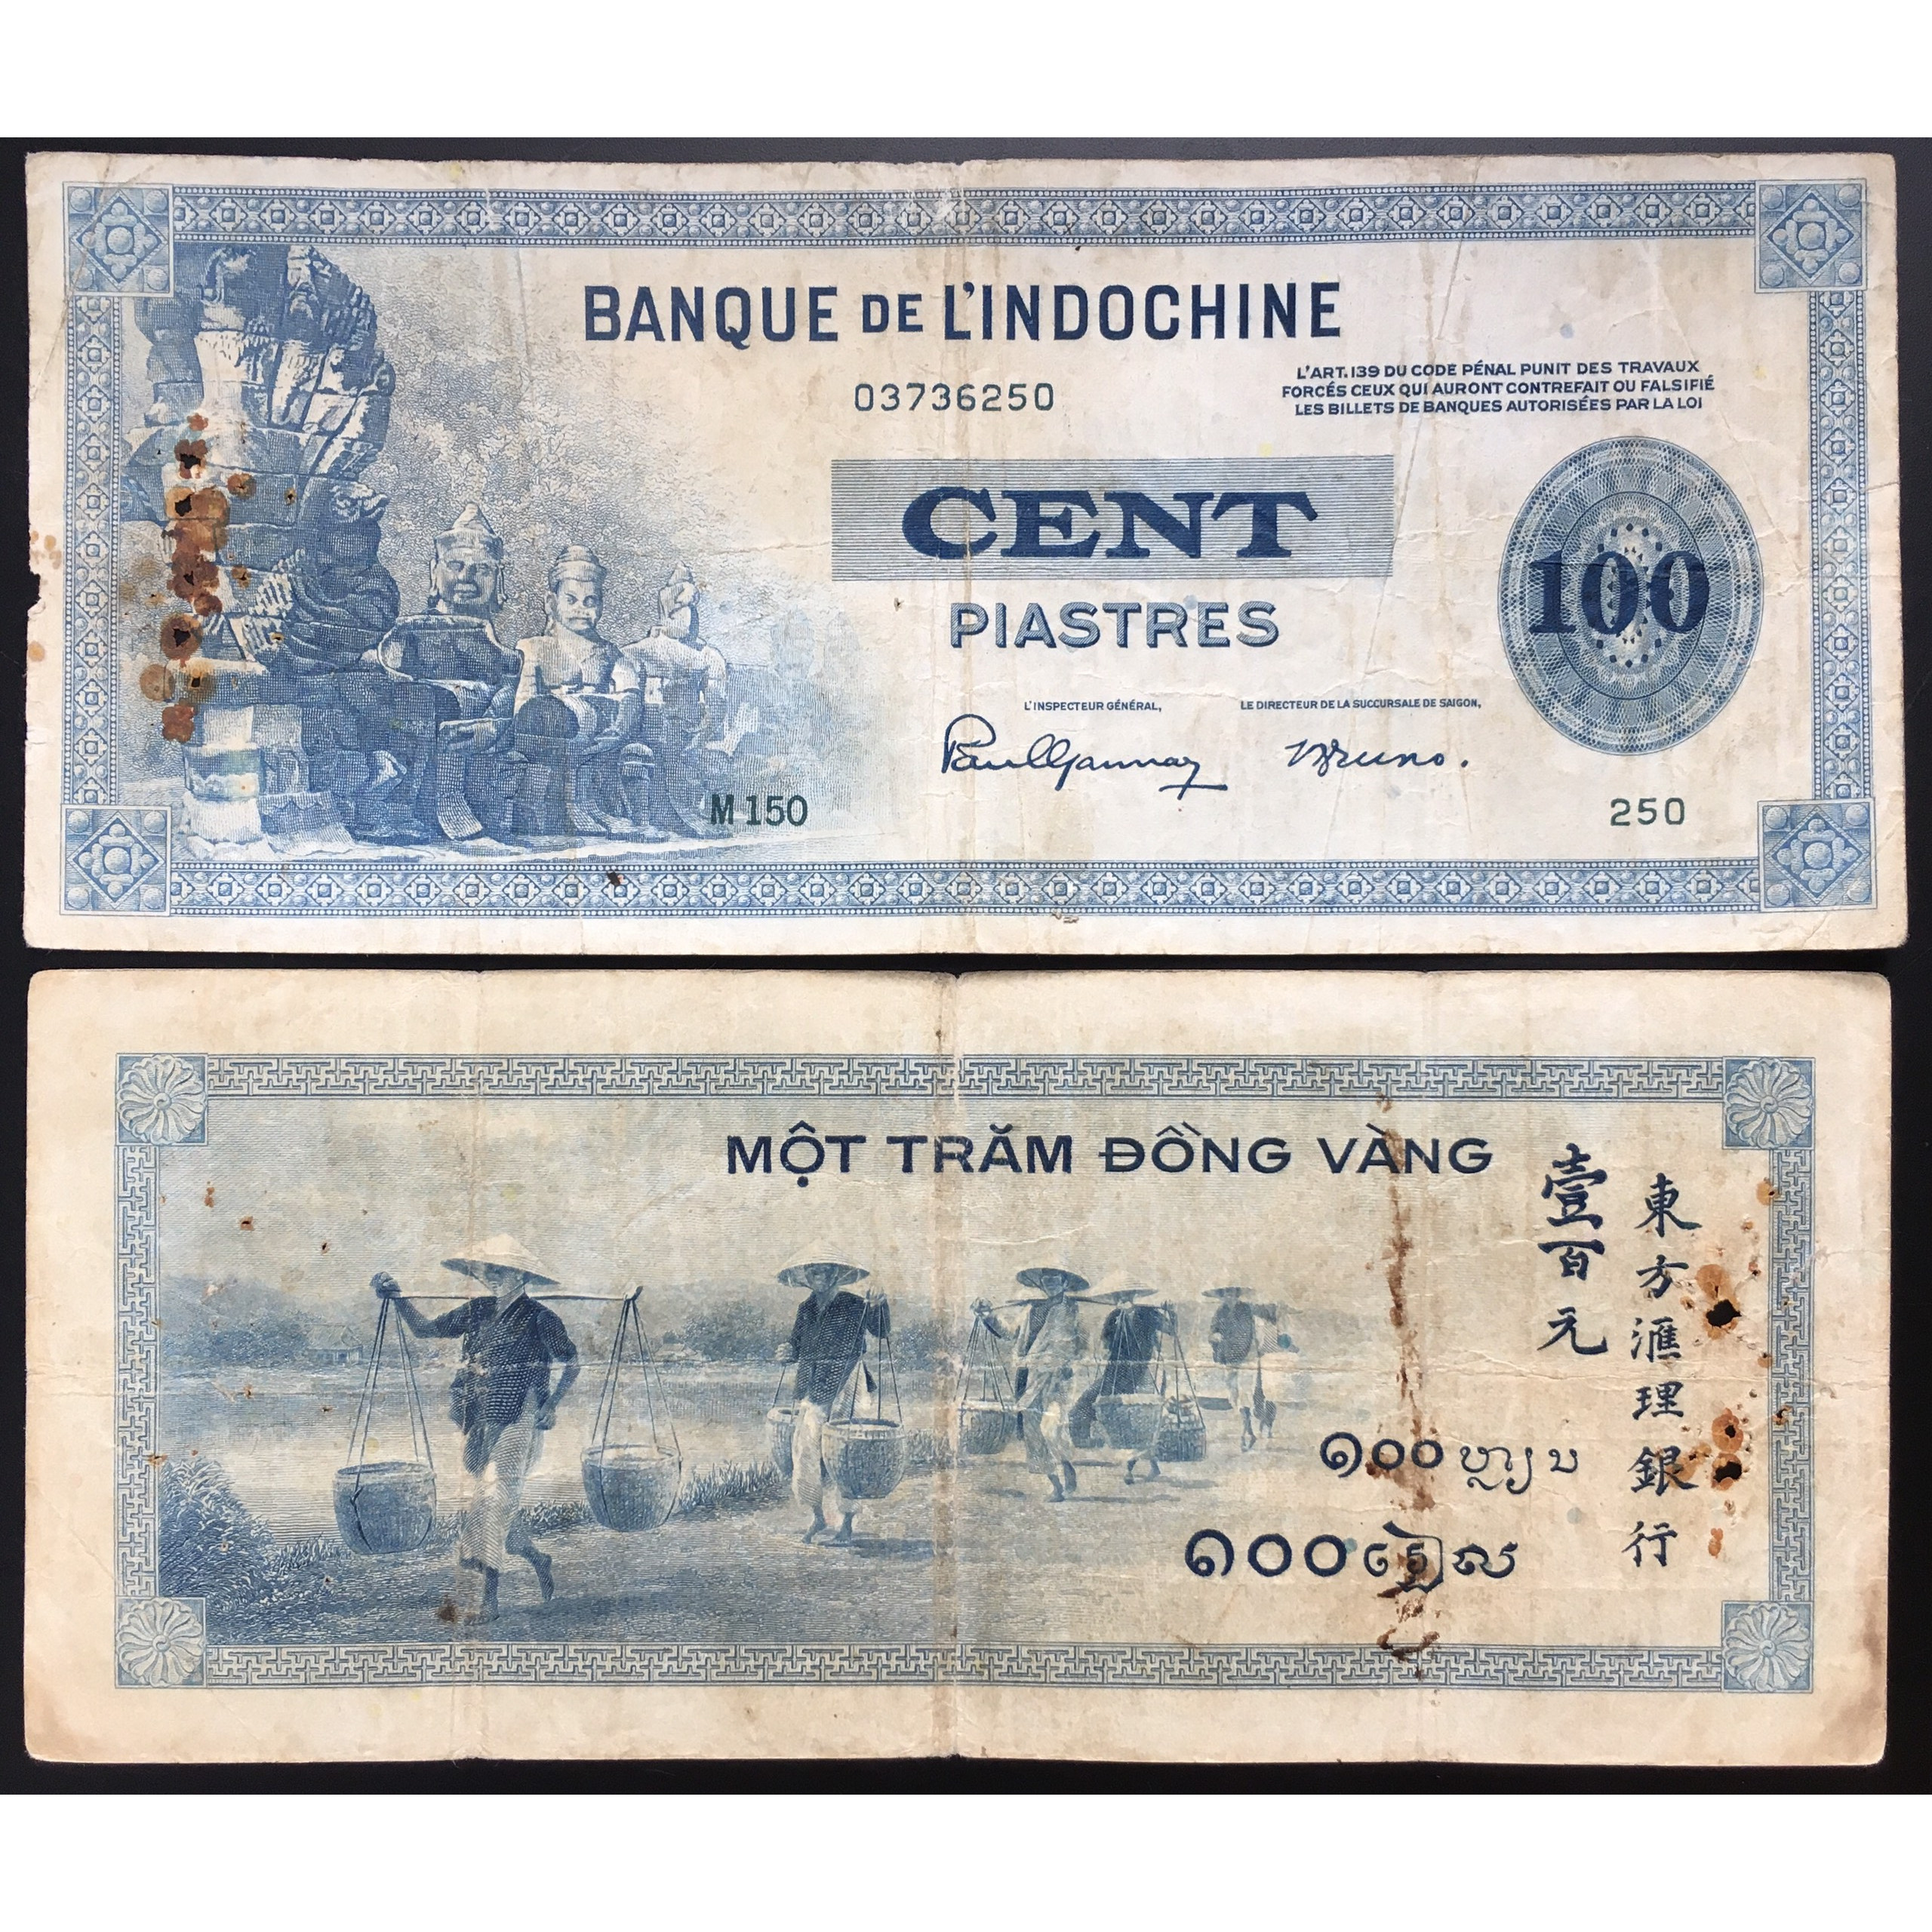 BANQUE DE L'INDOCHINE
03736250
L'ART.139 DU CODE PÉNAL PUNIT DES TRAVAUX
FORCÉS CEUX QUI AURONT CONTREFAIT OU FALSIFIÉ
LES BILLETS DE BANQUES AUTORISÉES PAR LA LOI
CENT
PIASTRES
100
L'INSPECTEUR GÉNÉRAL,
LE DIRECTEUR DE LA SUCCURSALE DE SAIGON,
M 150
250
MỘT TRĂM ĐỒNG VÀNG
東方滙理銀行
壹百元
໑໐໐
១០០